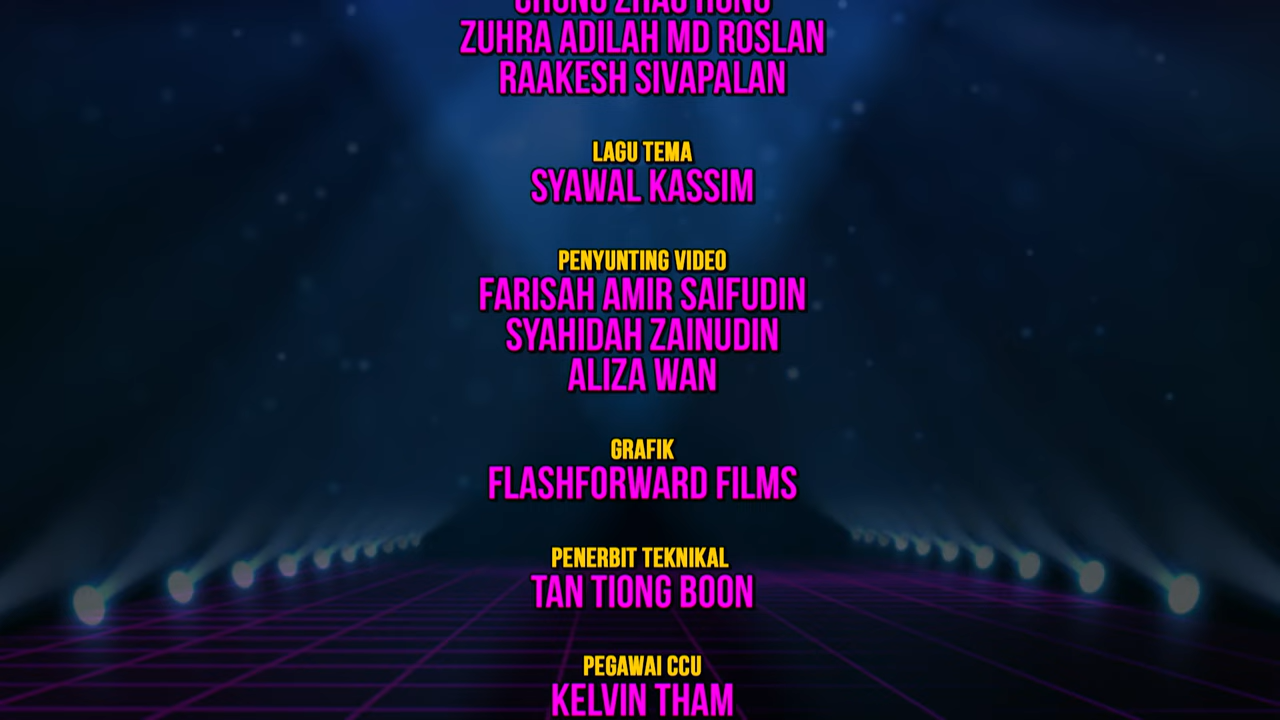 ZUHRA ADILAH MD ROSLAN
RAAKESH SIVAPALAN
LAGU TEMA
SYAWAL KASSIM
PENYUNTING VIDEO
FARISAH AMIR SAIFUDIN
SYAHIDAH ZAINUDIN
ALIZA WAN
GRAFIK
FLASHFORWARD FILMS
PENERBIT TEKNIKAL
TAN TIONG BOON
PEGAWAI CCU
KELVIN THAM